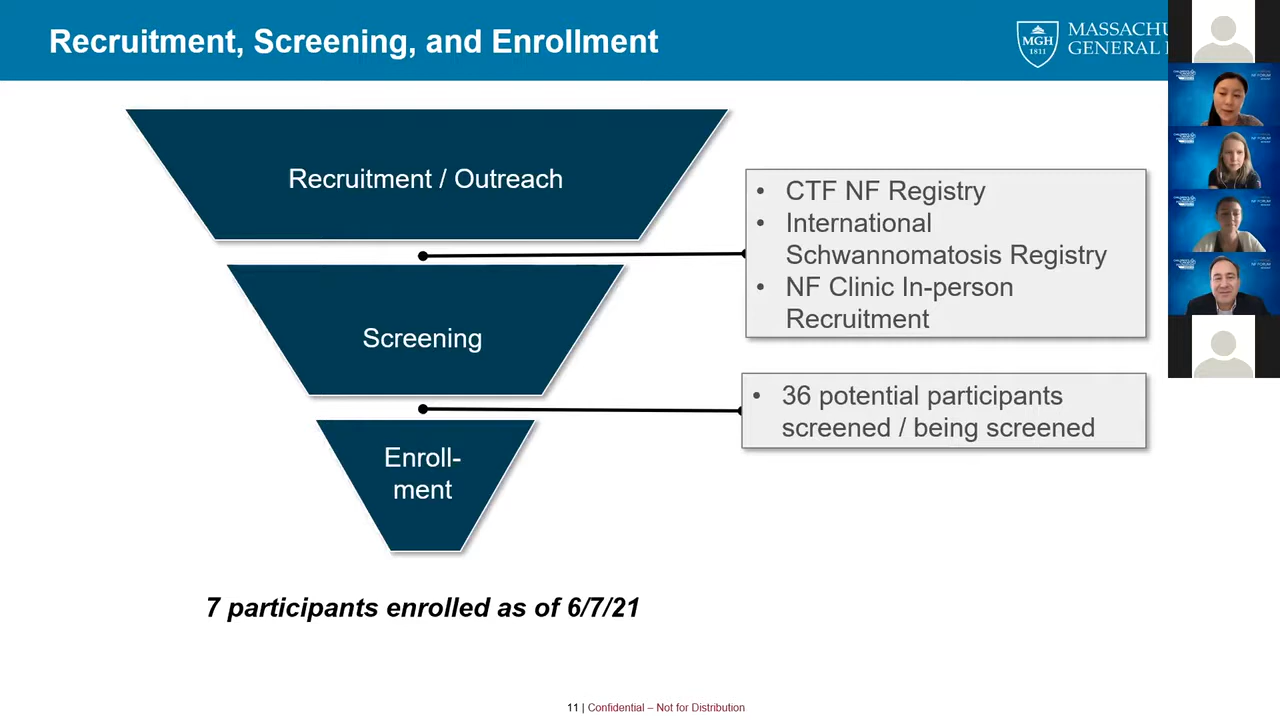 Recruitment, Screening, and Enrollment
MGH
1811
MASSACHU
GENERAL
Recruitment / Outreach
• CTF NF Registry
• International
Schwannomatosis Registry
• NF Clinic In-person
Recruitment
Screening
• 36 potential participants
screened / being screened
Enroll-
ment
7 participants enrolled as of 6/7/21
11 | Confidential – Not for Distribution